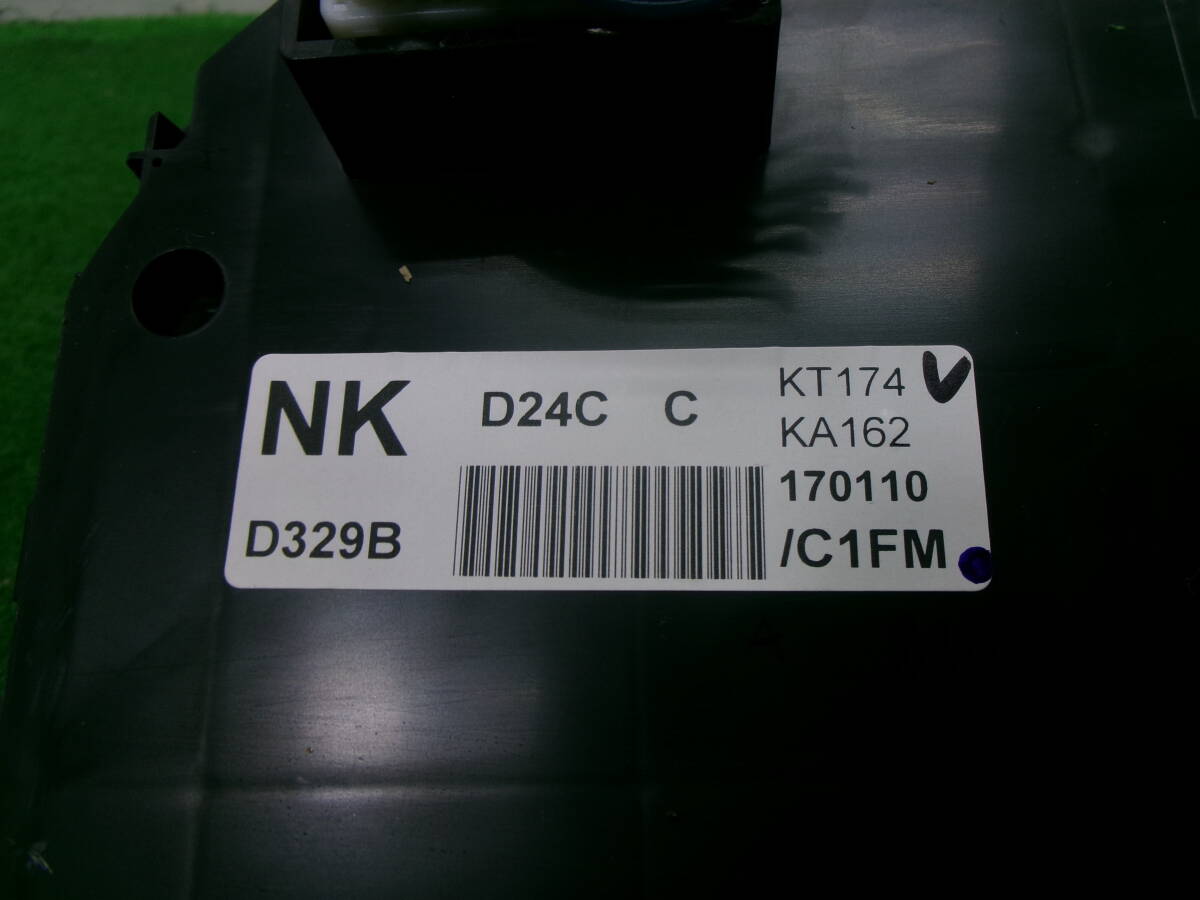 NK D24C C KT174
KA162
170110
D329B /C1FM